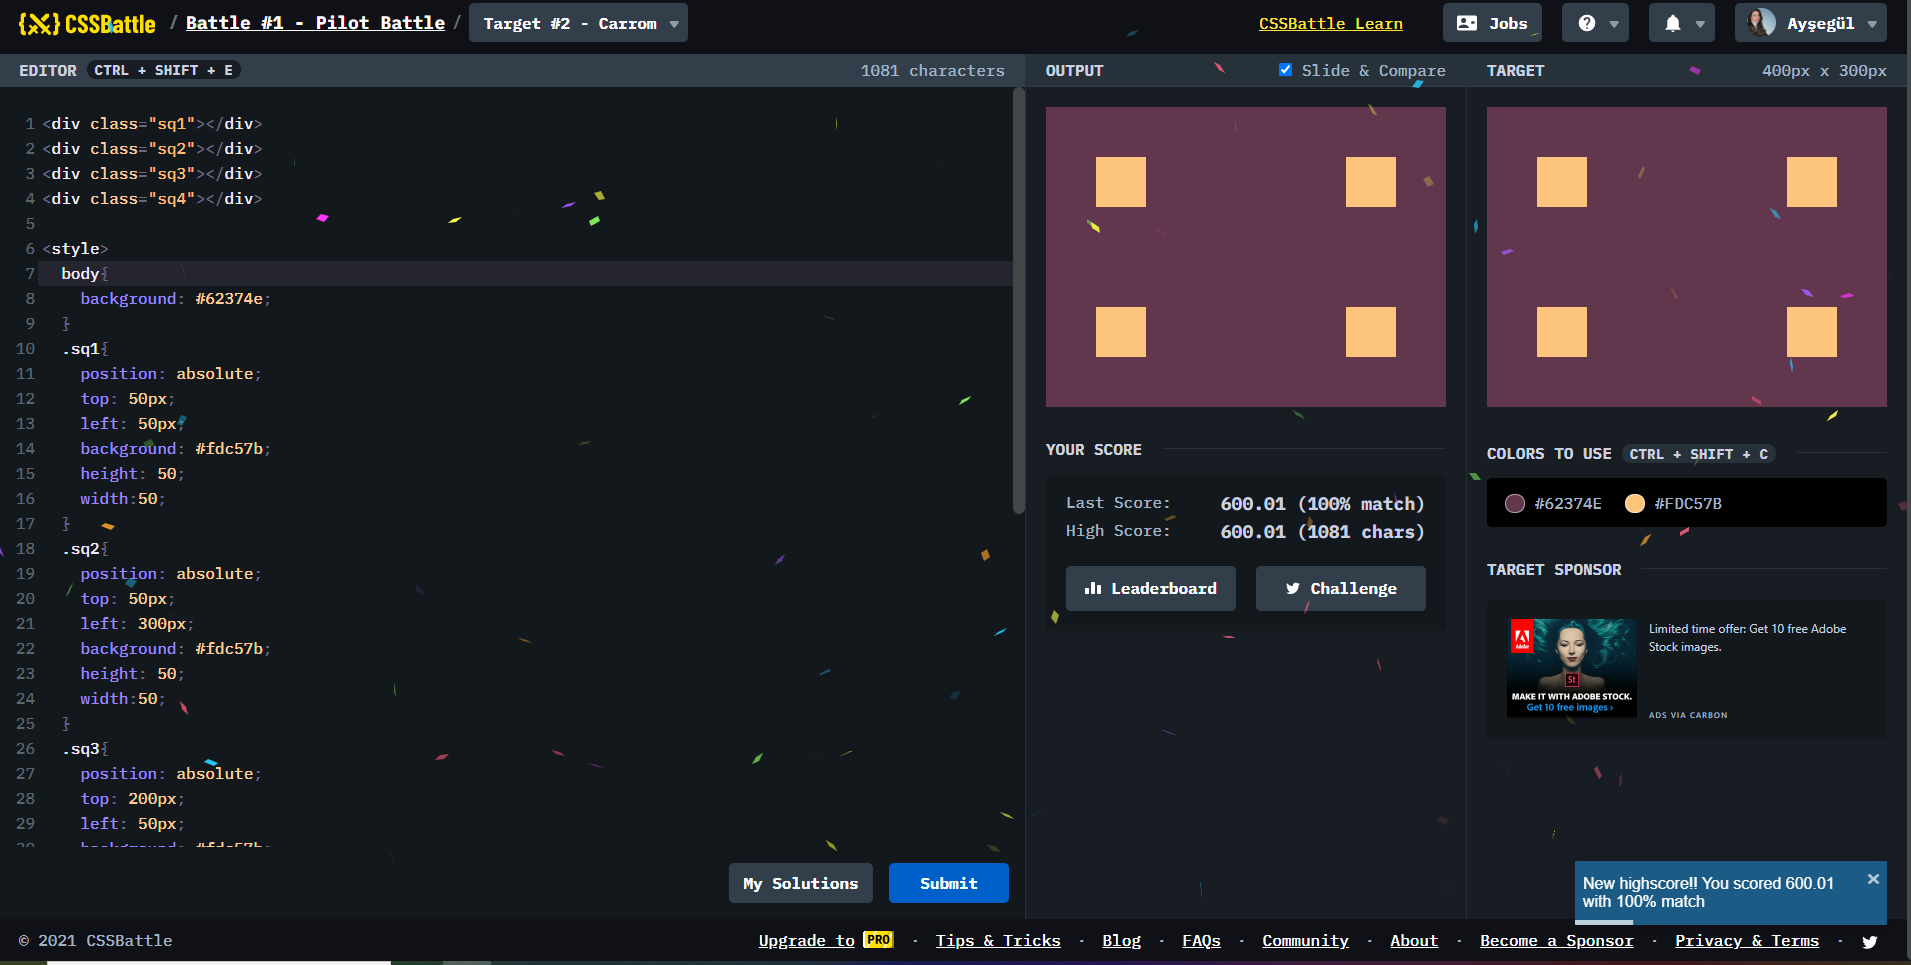 {X} CSSBattle / Battle #1 - Pilot Battle / Target #2 - Carrom
CSSBattle Learn
Jobs
Ayşegül
EDITOR CTRL + SHIFT + E
1081 characters
1 <div class="sq1"></div>
2 <div class="sq2"></div>
3 <div class="sq3"></div>
4 <div class="sq4"></div>
5
6 <style>
7 body{
8 background: #62374e;
9 }
10 .sq1{
11 position: absolute;
12 top: 50px;
13 left: 50px;
14 background: #fdc57b;
15 height: 50;
16 width:50;
17 }
18 .sq2{
19 position: absolute;
20 top: 50px;
21 left: 300px;
22 background: #fdc57b;
23 height: 50;
24 width:50;
25 }
26 .sq3{
27 position: absolute;
28 top: 200px;
29 left: 50px;
My Solutions
Submit
OUTPUT
Slide & Compare
YOUR SCORE
Last Score: 600.01 (100% match)
High Score: 600.01 (1081 chars)
Leaderboard
Challenge
TARGET
400px x 300px
COLORS TO USE CTRL + SHIFT + C
#62374E #FDC57B
TARGET SPONSOR
Adobe
St
MAKE IT WITH ADOBE STOCK.
Get 10 free images ›
Limited time offer: Get 10 free Adobe
Stock images.
ADS VIA CARBON
New highscore!! You scored 600.01
with 100% match
© 2021 CSSBattle
Upgrade to PRO · Tips & Tricks · Blog · FAQs · Community · About · Become a Sponsor · Privacy & Terms ·